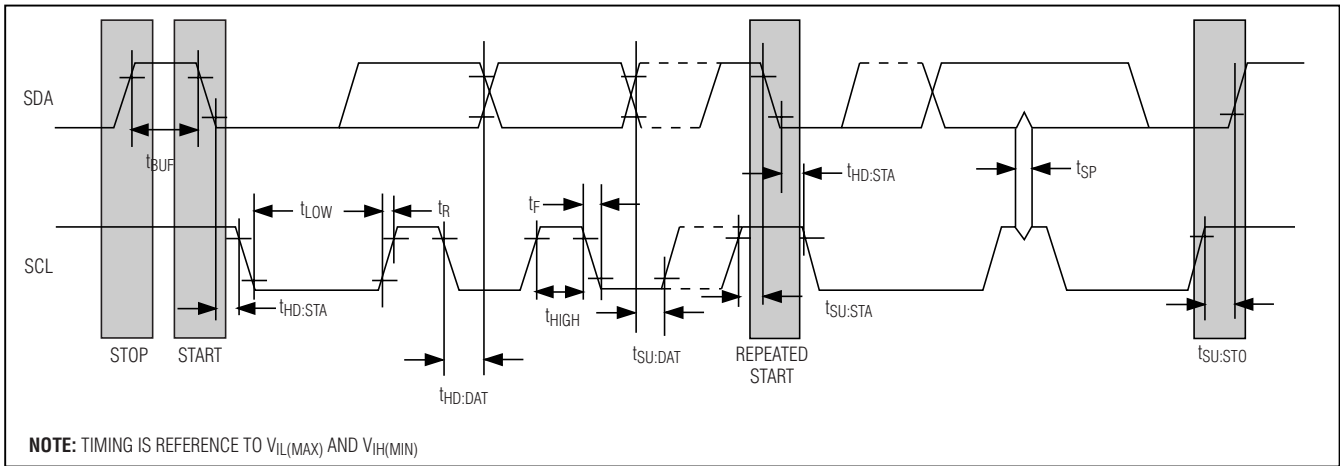 SDA
tBUF
tHD:STA
tSP
tLOW
tR
tF
SCL
tHD:STA
tHIGH
tSU:STA
STOP
START
tSU:DAT
REPEATED
START
tSU:STO
tHD:DAT
NOTE: TIMING IS REFERENCE TO VIL(MAX) AND VIH(MIN)